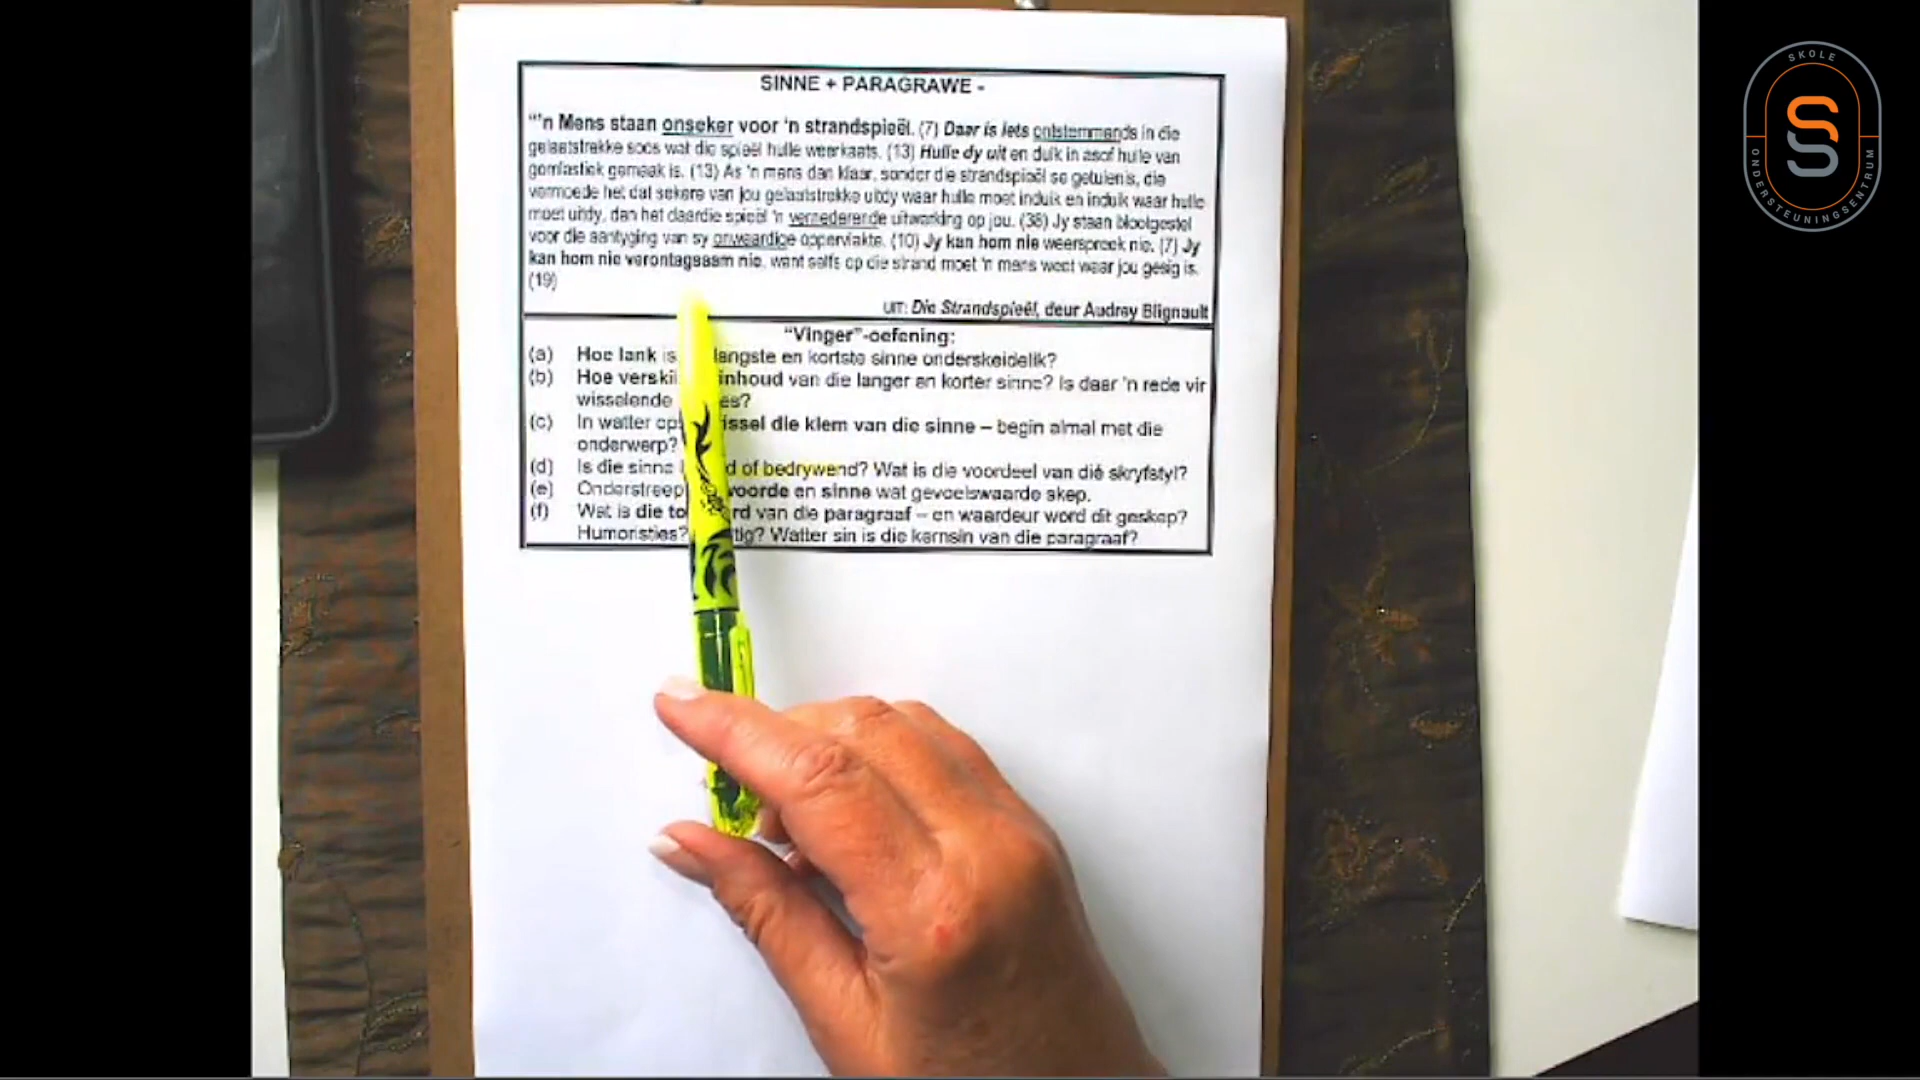 SINNE + PARAGRAWE -
“'n Mens staan onseker voor 'n strandspieël. (7) Daar is iets ontstemmends in die
gelaatstrekke soos wat die spieël hulle weerkaats. (13) Hulle dy uit en duik in asof hulle van
gomlastiek gemaak is. (13) As 'n mens dan klaar, sonder die strandspieël se getuienis, die
vermoede het dat sekere van jou gelaatstrekke uitdy waar hulle moet induik en induik waar hulle
moet uitdy, dan het daardie spieël 'n vernederende uitwerking op jou. (38) Jy staan blootgestel
voor die aantyging van sy onwaardige oppervlakte. (10) Jy kan hom nie weerspreek nie. (7) Jy
kan hom nie verontagsaam nie, want selfs op die strand moet 'n mens weet waar jou gesig is.
(19)
UIT: Die Strandspieël, deur Audrey Blignault
“Vinger”-oefening:
(a) Hoe lank is langste en kortste sinne onderskeidelik?
(b) Hoe verskil inhoud van die langer en korter sinne? Is daar 'n rede vir
wisselende
(c) In watter die klem van die sinne – begin almal met die
onderwerp?
(d) Is die sinne of bedrywend? Wat is die voordeel van dié skryfstyl?
(e) Onderstreep woorde en sinne wat gevoelswaarde skep.
(f) Wat is die van die paragraaf – en waardeur word dit geskep?
Humoristies? Watter sin is die kernsin van die paragraaf?
SKOLE
ONDERSTEUNINGSENTRUM